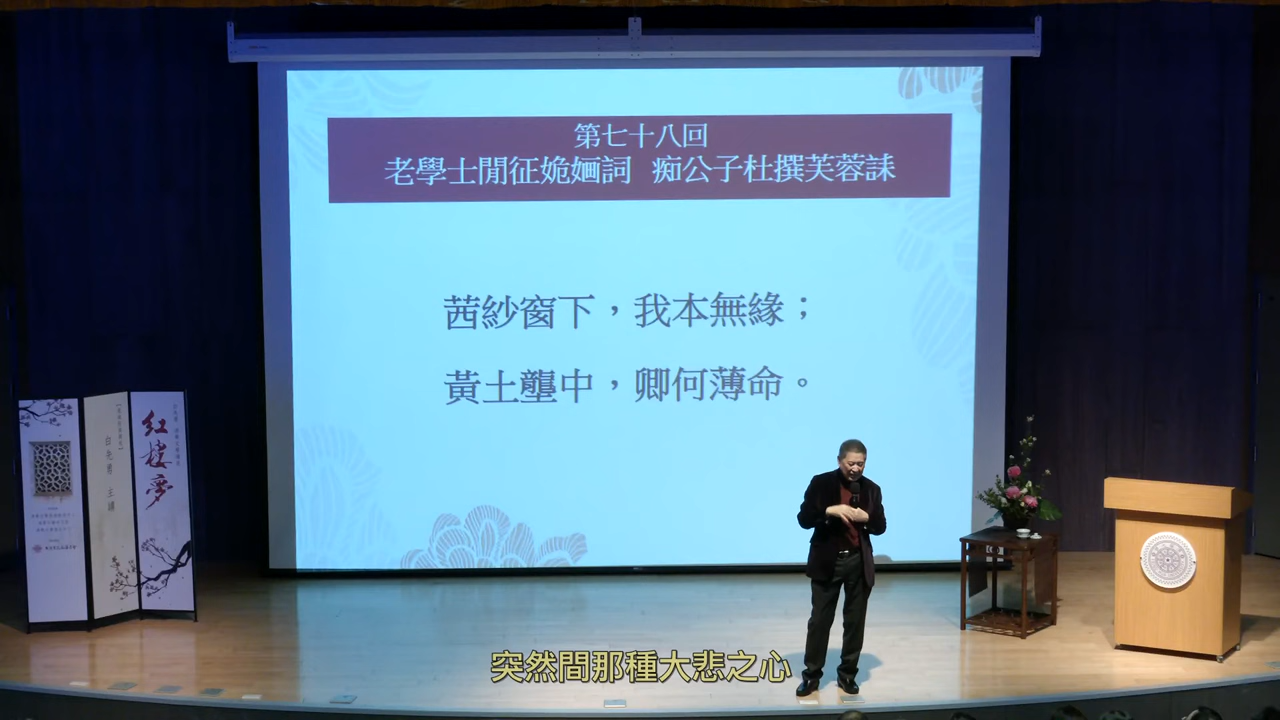 第七十八回
老學士閒征姽嫿詞 痴公子杜撰芙蓉誄
茜紗窗下，我本無緣；
黃土壟中，卿何薄命。
紅樓夢
白先勇 主講
突然間那種大悲之心